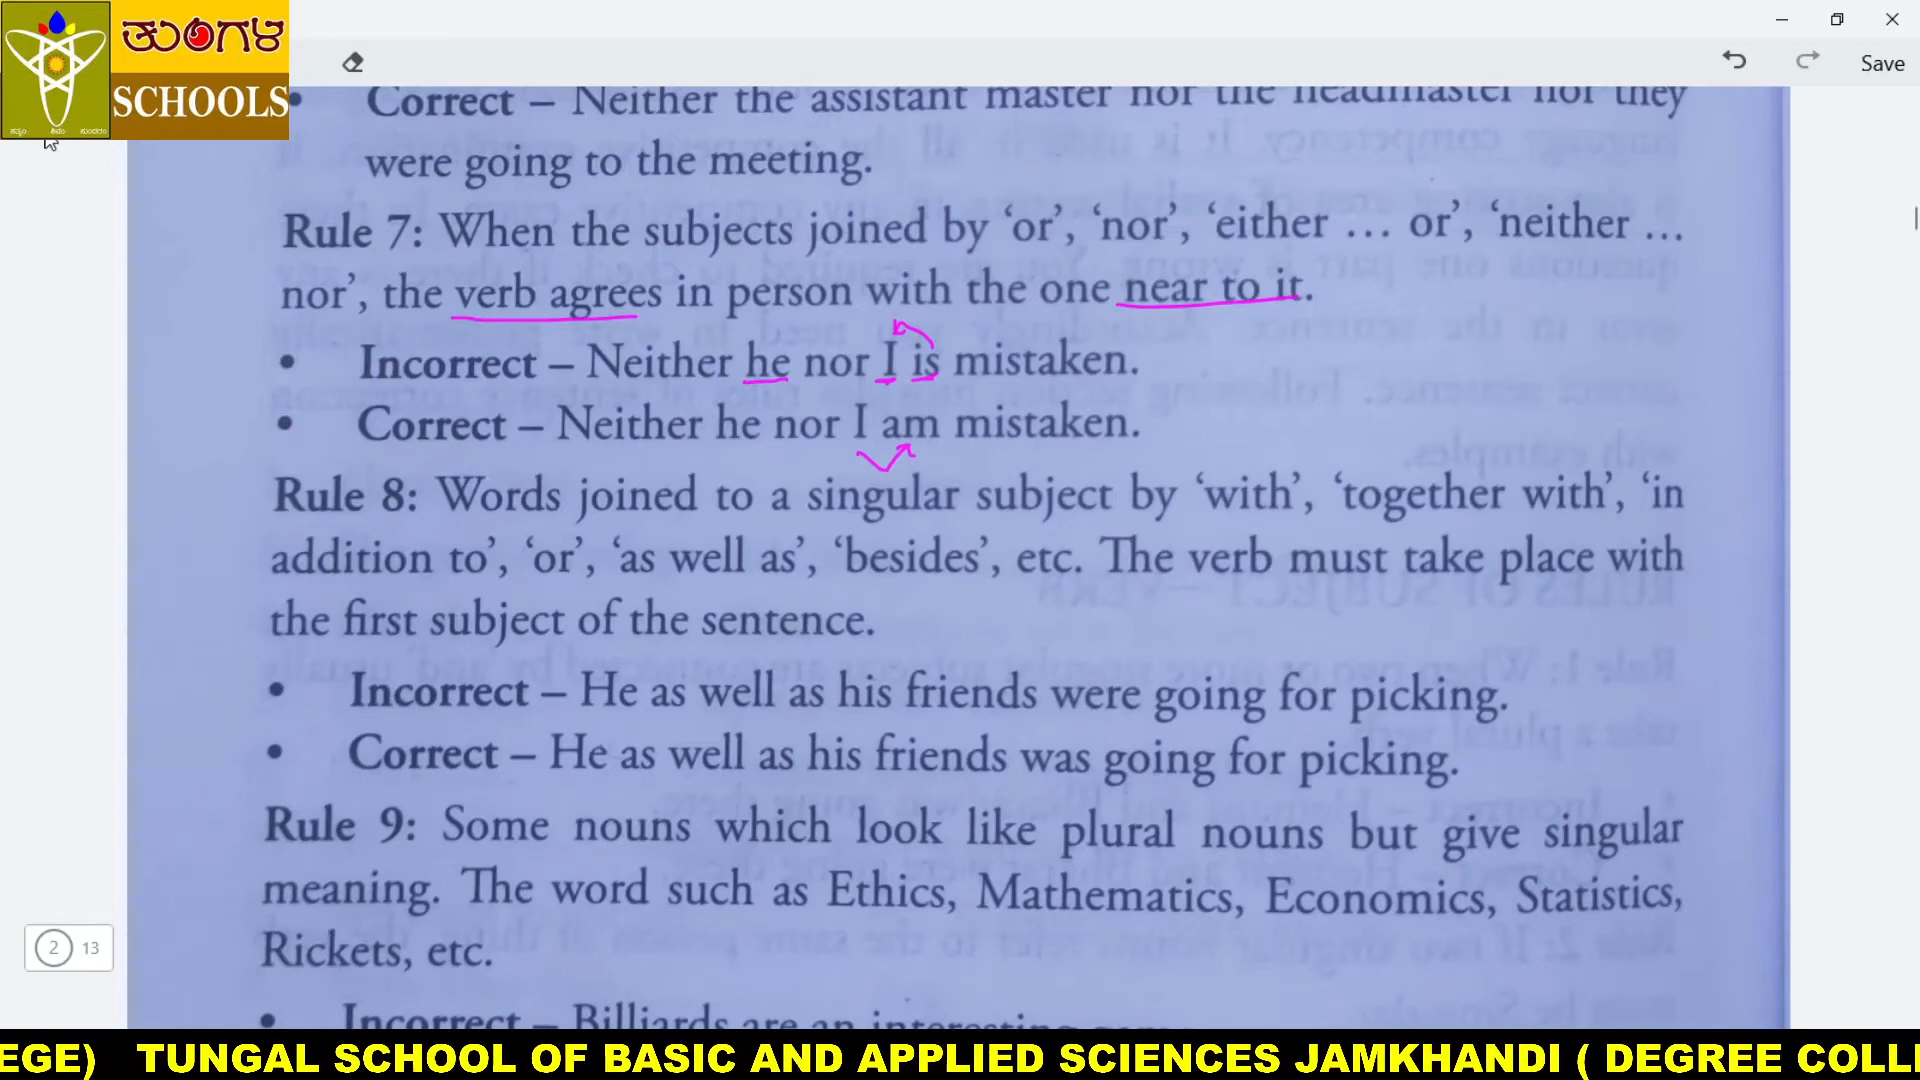 ತುಂಗಳ
SCHOOLS
Save
Correct – Neither the assistant master nor the headmaster nor they
were going to the meeting.
Rule 7: When the subjects joined by ‘or’, ‘nor’, ‘either ... or’, ‘neither ...
nor’, the verb agrees in person with the one near to it.
• Incorrect – Neither he nor I is mistaken.
• Correct – Neither he nor I am mistaken.
Rule 8: Words joined to a singular subject by ‘with’, ‘together with’, ‘in
addition to’, ‘or’, ‘as well as’, ‘besides’, etc. The verb must take place with
the first subject of the sentence.
• Incorrect – He as well as his friends were going for picking.
• Correct – He as well as his friends was going for picking.
Rule 9: Some nouns which look like plural nouns but give singular
meaning. The word such as Ethics, Mathematics, Economics, Statistics,
Rickets, etc.
• Incorrect – Billiards are an interesting
2 13
EGE) TUNGAL SCHOOL OF BASIC AND APPLIED SCIENCES JAMKHANDI ( DEGREE COLL